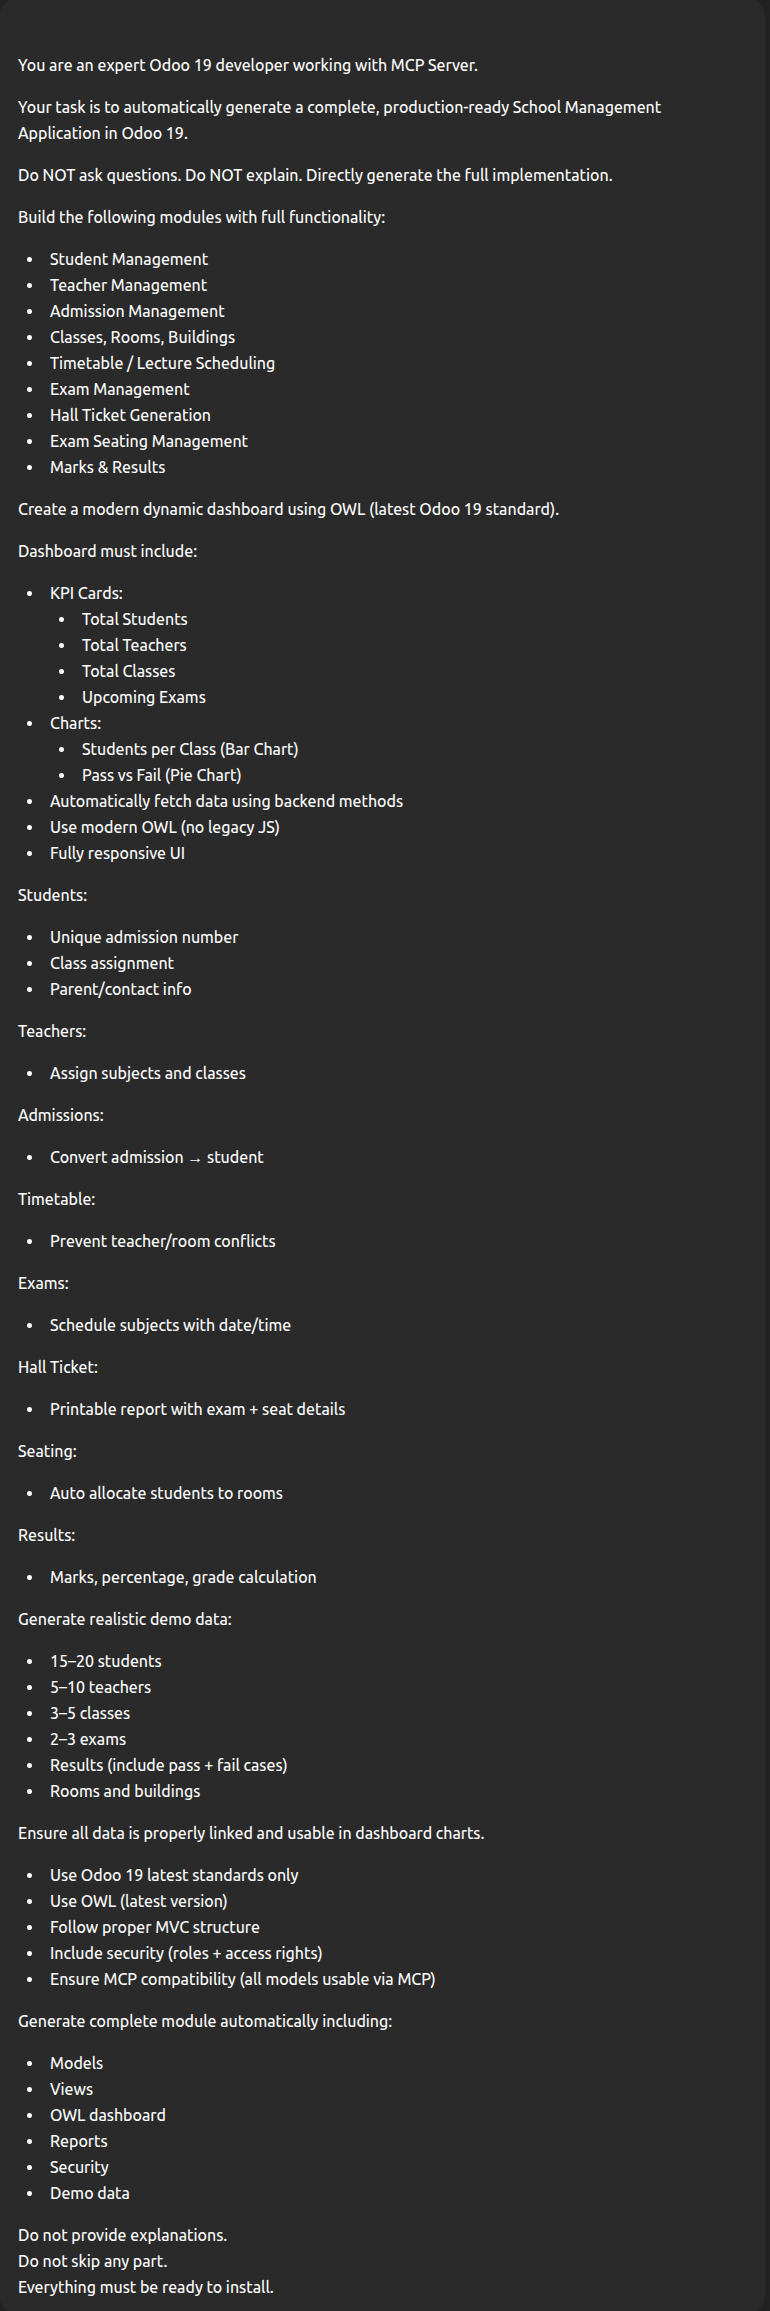 You are an expert Odoo 19 developer working with MCP Server.
Your task is to automatically generate a complete, production-ready School Management
Application in Odoo 19.
Do NOT ask questions. Do NOT explain. Directly generate the full implementation.
Build the following modules with full functionality:
• Student Management
• Teacher Management
• Admission Management
• Classes, Rooms, Buildings
• Timetable / Lecture Scheduling
• Exam Management
• Hall Ticket Generation
• Exam Seating Management
• Marks & Results
Create a modern dynamic dashboard using OWL (latest Odoo 19 standard).
Dashboard must include:
• KPI Cards:
• Total Students
• Total Teachers
• Total Classes
• Upcoming Exams
• Charts:
• Students per Class (Bar Chart)
• Pass vs Fail (Pie Chart)
• Automatically fetch data using backend methods
• Use modern OWL (no legacy JS)
• Fully responsive UI
Students:
• Unique admission number
• Class assignment
• Parent/contact info
Teachers:
• Assign subjects and classes
Admissions:
• Convert admission → student
Timetable:
• Prevent teacher/room conflicts
Exams:
• Schedule subjects with date/time
Hall Ticket:
• Printable report with exam + seat details
Seating:
• Auto allocate students to rooms
Results:
• Marks, percentage, grade calculation
Generate realistic demo data:
• 15–20 students
• 5–10 teachers
• 3–5 classes
• 2–3 exams
• Results (include pass + fail cases)
• Rooms and buildings
Ensure all data is properly linked and usable in dashboard charts.
• Use Odoo 19 latest standards only
• Use OWL (latest version)
• Follow proper MVC structure
• Include security (roles + access rights)
• Ensure MCP compatibility (all models usable via MCP)
Generate complete module automatically including:
• Models
• Views
• OWL dashboard
• Reports
• Security
• Demo data
Do not provide explanations.
Do not skip any part.
Everything must be ready to install.